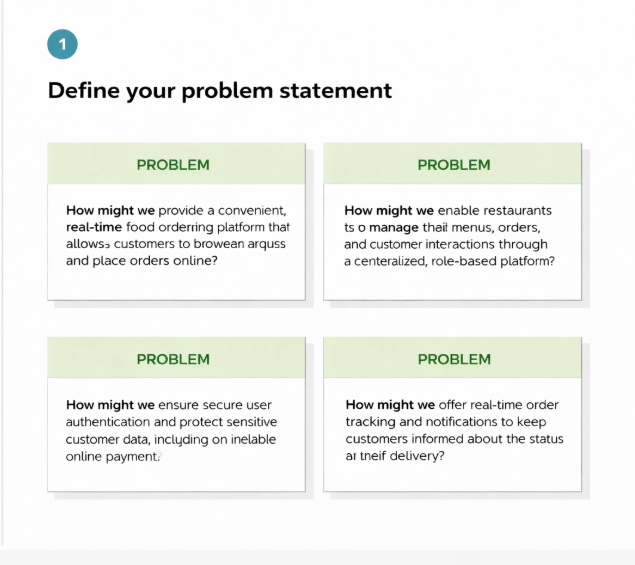 1
Define your problem statement
PROBLEM
How might we provide a convenient,
real-time food orderring platform that
allows customers to browean arquss
and place orders online?
PROBLEM
How might we enable restaurants
ts o manage thail menus, orders,
and customer interactions through
a centeralized, role-based platform?
PROBLEM
How might we ensure secure user
authentication and protect sensitive
customer data, including on inelable
online payment.
PROBLEM
How might we offer real-time order
tracking and notifications to keep
customers informed about the status
ar tneif delivery?